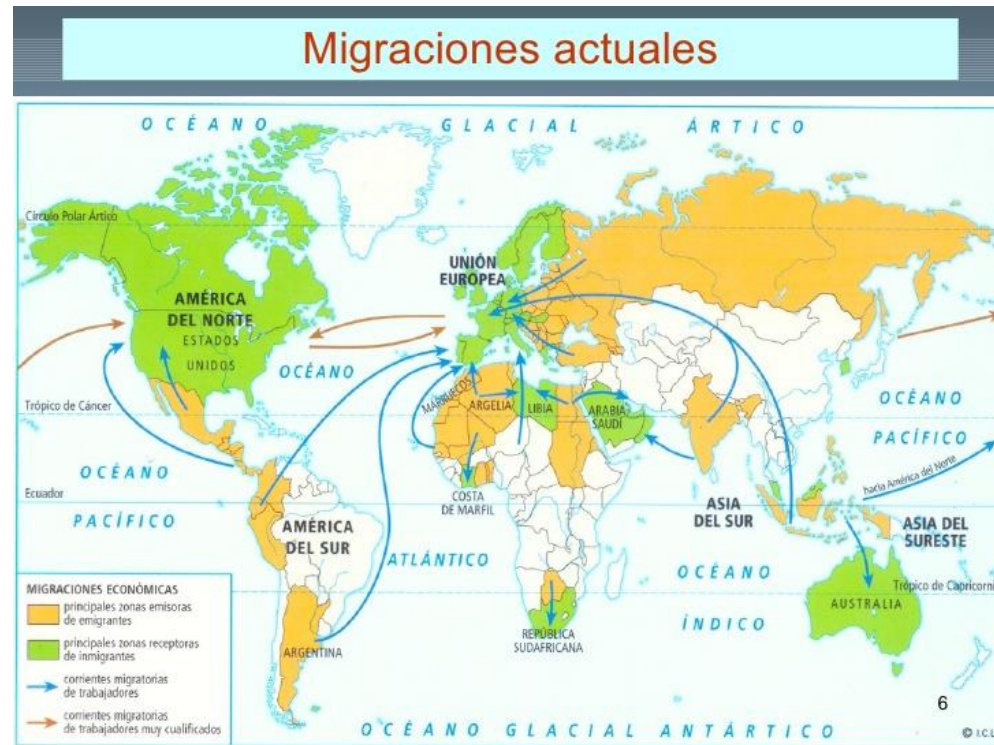 Migraciones actuales
OCÉANO GLACIAL ÁRTICO
Círculo Polar Ártico
UNIÓN
EUROPEA
AMÉRICA
DEL NORTE
ESTADOS
UNIDOS
OCÉANO
Trópico de Cáncer
MARRUECOS
ARGELIA
LIBIA
ARABIA
SAUDÍ
OCÉANO
PACÍFICO
hacia América del Norte
OCÉANO
Ecuador
PACÍFICO
COSTA
DE MARFIL
ASIA
DEL SUR
ASIA DEL
SURESTE
AMÉRICA
DEL SUR
ATLÁNTICO
OCÉANO
ÍNDICO
Trópico de Capricorni
AUSTRALIA
REPÚBLICA
SUDAFRICANA
ARGENTINA
MIGRACIONES ECONÓMICAS
principales zonas emisoras
de emigrantes
principales zonas receptoras
de inmigrantes
corrientes migratorias
de trabajadores
corrientes migratorias
de trabajadores muy cualificados
OCÉANO GLACIAL ANTÁRTICO
6
© I.C.L